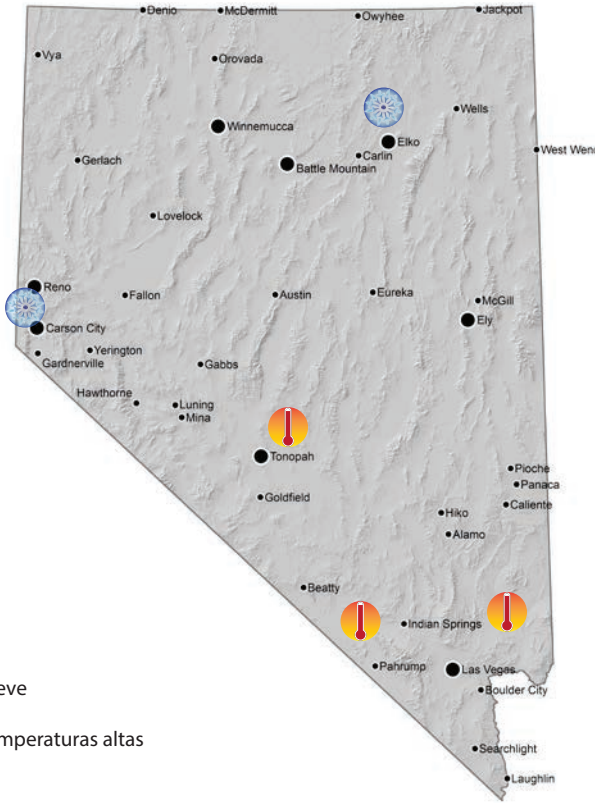 Denio
McDermitt
Owyhee
Jackpot
Vya
Orovada
Wells
Winnemucca
Elko
Carlin
West Wend
Gerlach
Battle Mountain
Lovelock
Reno
Fallon
Austin
Eureka
McGill
Ely
Carson City
Yerington
Gardnerville
Gabbs
Hawthorne
Luning
Mina
Tonopah
Pioche
Panaca
Goldfield
Caliente
Hiko
Alamo
Beatty
Indian Springs
Pahrump
Las Vegas
eve
Boulder City
mperaturas altas
Searchlight
Laughlin